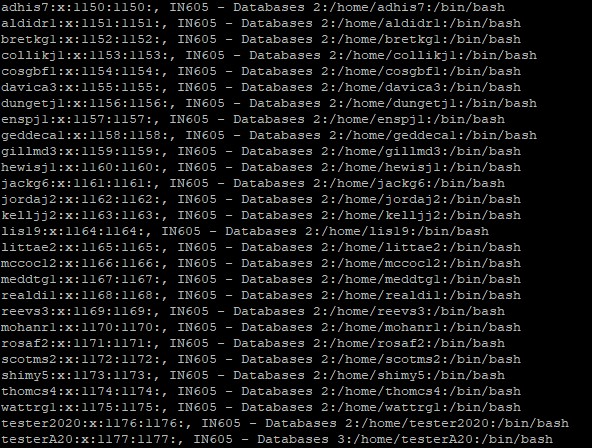 adhis7:x:1150:1150:, IN605 - Databases 2:/home/adhis7:/bin/bash
aldidr1:x:1151:1151:, IN605 - Databases 2:/home/aldidr1:/bin/bash
bretkg1:x:1152:1152:, IN605 - Databases 2:/home/bretkg1:/bin/bash
collikj1:x:1153:1153:, IN605 - Databases 2:/home/collikj1:/bin/bash
cosgbf1:x:1154:1154:, IN605 - Databases 2:/home/cosgbf1:/bin/bash
davica3:x:1155:1155:, IN605 - Databases 2:/home/davica3:/bin/bash
dungetj1:x:1156:1156:, IN605 - Databases 2:/home/dungetj1:/bin/bash
enspj1:x:1157:1157:, IN605 - Databases 2:/home/enspj1:/bin/bash
geddeca1:x:1158:1158:, IN605 - Databases 2:/home/geddeca1:/bin/bash
gillmd3:x:1159:1159:, IN605 - Databases 2:/home/gillmd3:/bin/bash
hewisj1:x:1160:1160:, IN605 - Databases 2:/home/hewisj1:/bin/bash
jackg6:x:1161:1161:, IN605 - Databases 2:/home/jackg6:/bin/bash
jordaj2:x:1162:1162:, IN605 - Databases 2:/home/jordaj2:/bin/bash
kelljj2:x:1163:1163:, IN605 - Databases 2:/home/kelljj2:/bin/bash
lisl9:x:1164:1164:, IN605 - Databases 2:/home/lisl9:/bin/bash
littae2:x:1165:1165:, IN605 - Databases 2:/home/littae2:/bin/bash
mccocl2:x:1166:1166:, IN605 - Databases 2:/home/mccocl2:/bin/bash
meddtg1:x:1167:1167:, IN605 - Databases 2:/home/meddtg1:/bin/bash
realdi1:x:1168:1168:, IN605 - Databases 2:/home/realdi1:/bin/bash
reevs3:x:1169:1169:, IN605 - Databases 2:/home/reevs3:/bin/bash
mohanr1:x:1170:1170:, IN605 - Databases 2:/home/mohanr1:/bin/bash
rosaf2:x:1171:1171:, IN605 - Databases 2:/home/rosaf2:/bin/bash
scotms2:x:1172:1172:, IN605 - Databases 2:/home/scotms2:/bin/bash
shimy5:x:1173:1173:, IN605 - Databases 2:/home/shimy5:/bin/bash
thomcs4:x:1174:1174:, IN605 - Databases 2:/home/thomcs4:/bin/bash
wattrg1:x:1175:1175:, IN605 - Databases 2:/home/wattrg1:/bin/bash
tester2020:x:1176:1176:, IN605 - Databases 2:/home/tester2020:/bin/bash
testerA20:x:1177:1177:, IN605 - Databases 3:/home/testerA20:/bin/bash